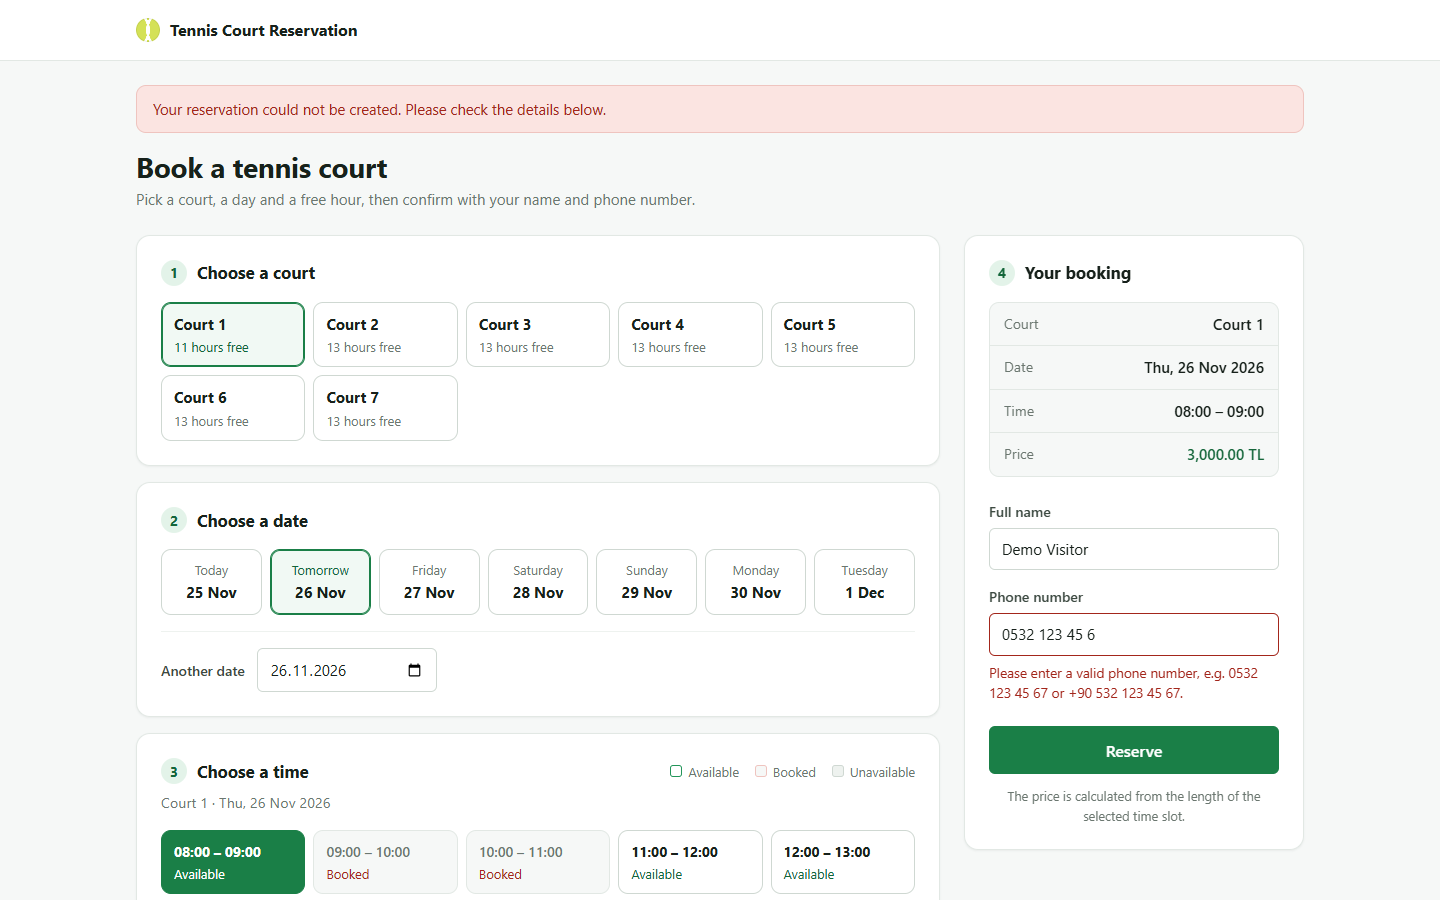 Tennis Court Reservation
Your reservation could not be created. Please check the details below.
Book a tennis court
Pick a court, a day and a free hour, then confirm with your name and phone number.
1 Choose a court
Court 1
11 hours free
Court 2
13 hours free
Court 3
13 hours free
Court 4
13 hours free
Court 5
13 hours free
Court 6
13 hours free
Court 7
13 hours free
2 Choose a date
Today
25 Nov
Tomorrow
26 Nov
Friday
27 Nov
Saturday
28 Nov
Sunday
29 Nov
Monday
30 Nov
Tuesday
1 Dec
Another date 26.11.2026
3 Choose a time
Available Booked Unavailable
Court 1 · Thu, 26 Nov 2026
08:00 – 09:00
Available
09:00 – 10:00
Booked
10:00 – 11:00
Booked
11:00 – 12:00
Available
12:00 – 13:00
Available
4 Your booking
Court Court 1
Date Thu, 26 Nov 2026
Time 08:00 – 09:00
Price 3,000.00 TL
Full name
Demo Visitor
Phone number
0532 123 45 6
Please enter a valid phone number, e.g. 0532
123 45 67 or +90 532 123 45 67.
Reserve
The price is calculated from the length of the
selected time slot.